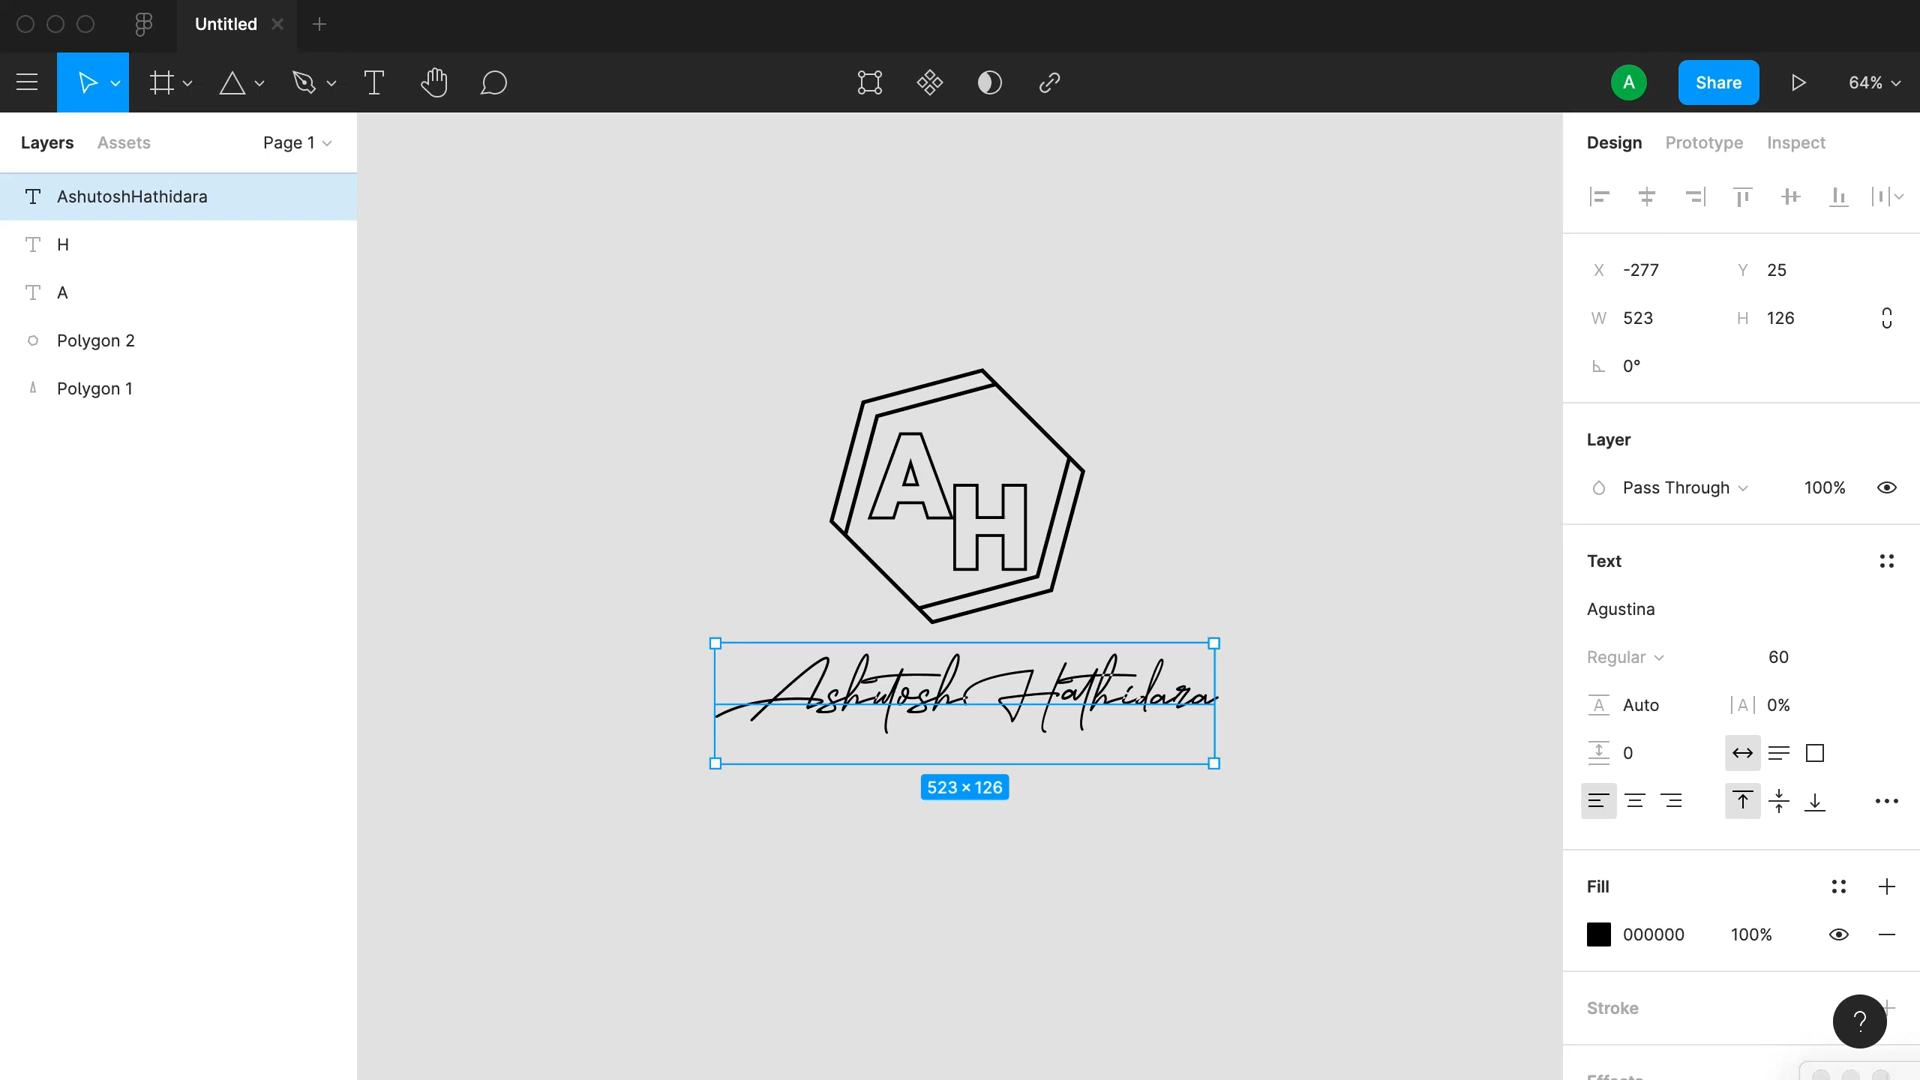 Untitled
A
Share
64%
Layers
Assets
Page 1
AshutoshHathidara
H
A
Polygon 2
Polygon 1
A
H
Ashutosh Hathidara
523 × 126
Design
Prototype
Inspect
X -277
Y 25
W 523
H 126
0°
Layer
Pass Through
100%
Text
Agustina
Regular
60
A Auto
|A| 0%
0
Fill
000000
100%
Stroke
?
Effects